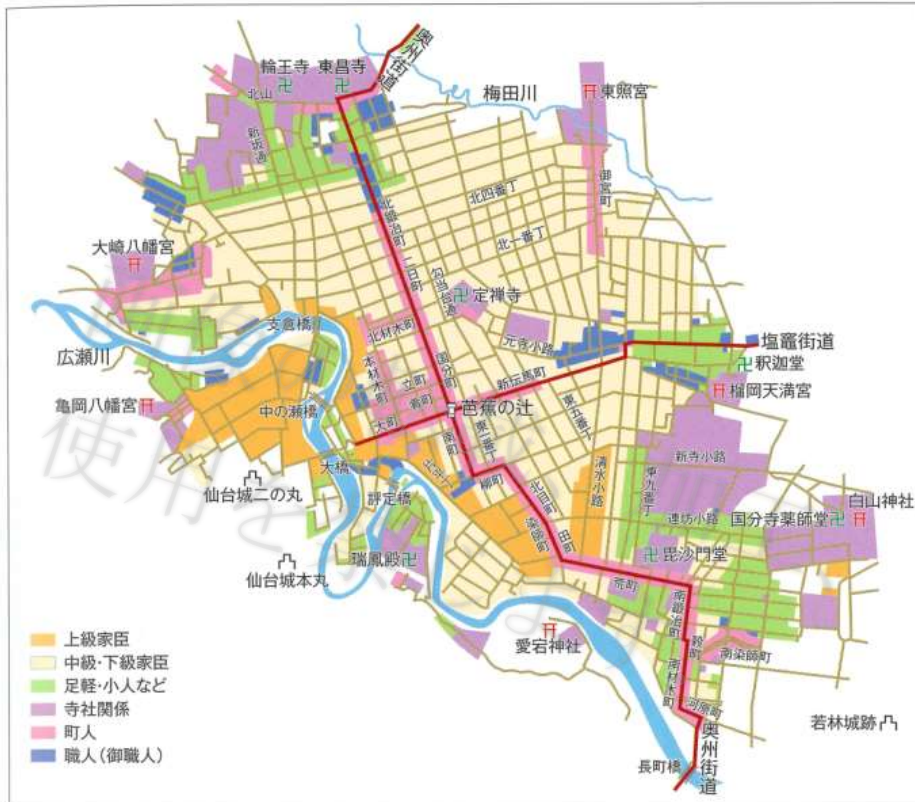 奥州街道
輪王寺
東昌寺
北山
新坂通
梅田川
東照宮
御宮町
北四番丁
北一番丁
北鍛冶町
二日町
勾当台通
定禅寺
大崎八幡宮
支倉橋
広瀬川
北材木町
本材木町
立町
肴町
国分町
元寺小路
新伝馬町
塩竈街道
釈迦堂
榴岡天満宮
亀岡八幡宮
中の瀬橋
大町
芭蕉の辻
東五番丁
東一番丁
南町
柳町
大橋
仙台城二の丸
評定橋
北目町
染師町
田町
清水小路
東九番丁
新寺小路
連坊小路
国分寺薬師堂
白山神社
毘沙門堂
瑞鳳殿
仙台城本丸
荒町
南鍛冶町
穀町
南染師町
南材木町
河原町
愛宕神社
若林城跡
奥州街道
長町橋
上級家臣
中級・下級家臣
足軽・小人など
寺社関係
町人
職人(御職人)